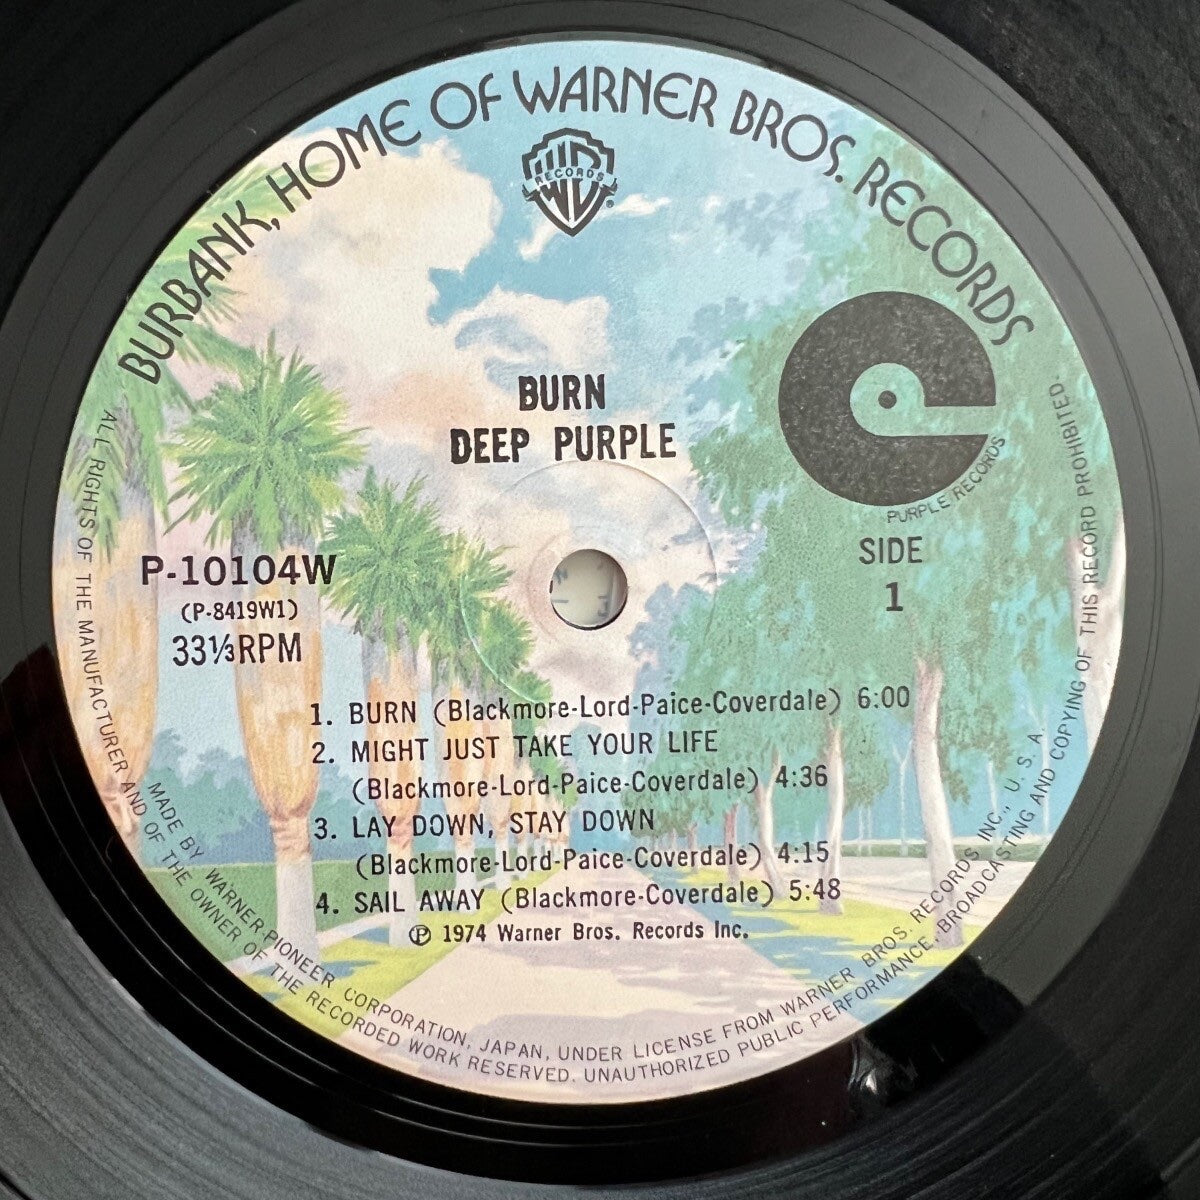 BURBANK, HOME OF WARNER BROS. RECORDS
WB
RECORDS
®
BURN
DEEP PURPLE
PURPLE RECORDS
P-10104W
(P-8419W1)
33⅓RPM
SIDE
1
1. BURN (Blackmore-Lord-Paice-Coverdale) 6:00
2. MIGHT JUST TAKE YOUR LIFE
(Blackmore-Lord-Paice-Coverdale) 4:36
3. LAY DOWN, STAY DOWN
(Blackmore-Lord-Paice-Coverdale) 4:15
4. SAIL AWAY (Blackmore-Coverdale) 5:48
℗ 1974 Warner Bros. Records Inc.
MADE BY WARNER-PIONEER CORPORATION, JAPAN, UNDER LICENSE FROM WARNER BROS. RECORDS INC., U. S. A.
ALL RIGHTS OF THE MANUFACTURER AND OF THE OWNER OF THE RECORDED WORK RESERVED. UNAUTHORIZED PUBLIC PERFORMANCE, BROADCASTING AND COPYING OF THIS RECORD PROHIBITED.